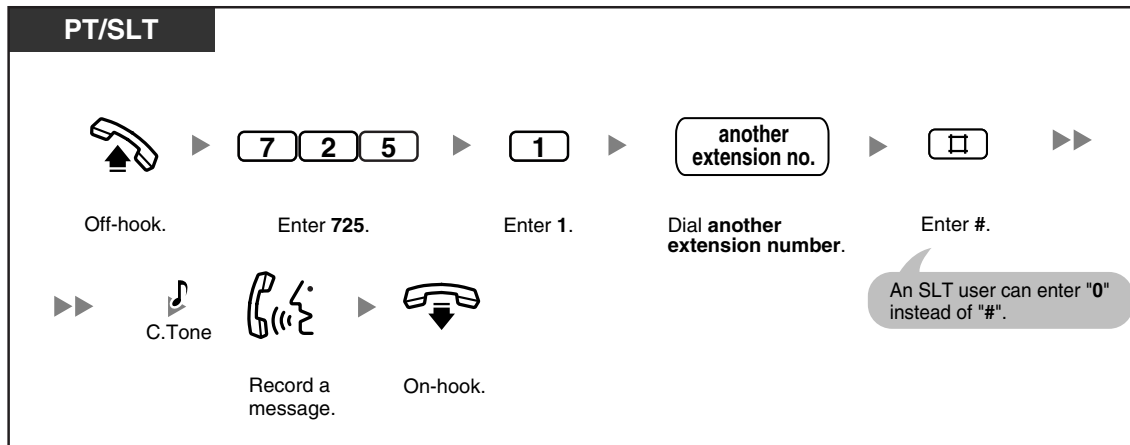 PT/SLT
7 2 5
1
another
extension no.
#
Off-hook.
Enter 725.
Enter 1.
Dial another
extension number.
Enter #.
An SLT user can enter "0"
instead of "#".
C.Tone
Record a
message.
On-hook.